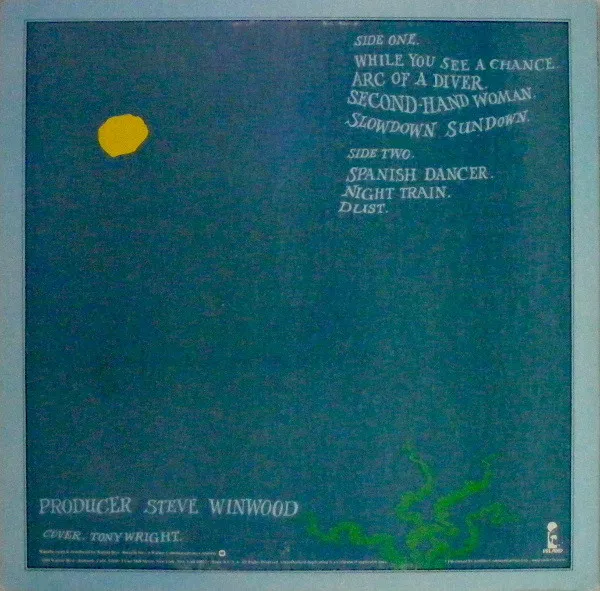 SIDE ONE.
WHILE YOU SEE A CHANCE.
ARC OF A DIVER.
SECOND-HAND WOMAN.
SLOWDOWN SUNDOWN.
SIDE TWO.
SPANISH DANCER.
NIGHT TRAIN.
DUST.
PRODUCER STEVE WINWOOD
COVER. TONY WRIGHT.
ISLAND